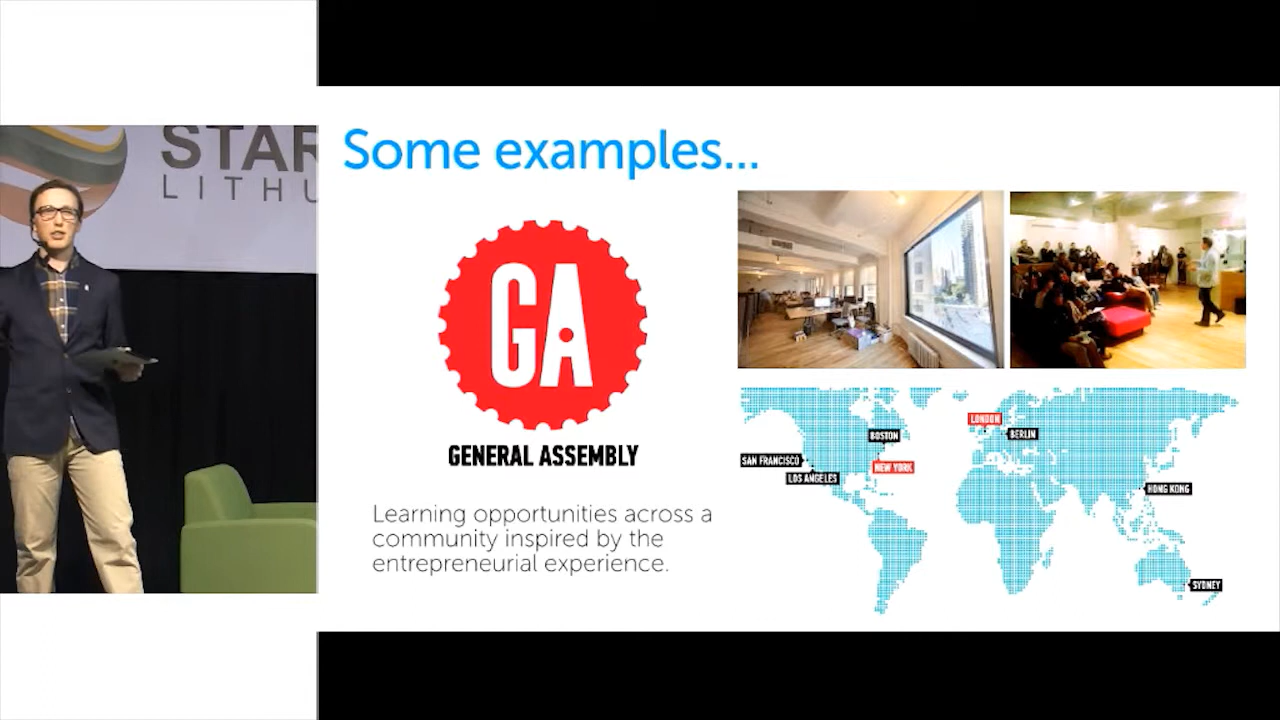 STAR
LITHU
Some examples...
GA
GENERAL ASSEMBLY
Learning opportunities across a
community inspired by the
entrepreneurial experience.
LONDON
BOSTON
BERLIN
SAN FRANCISCO
NEW YORK
LOS ANGELES
HONG KONG
SYDNEY